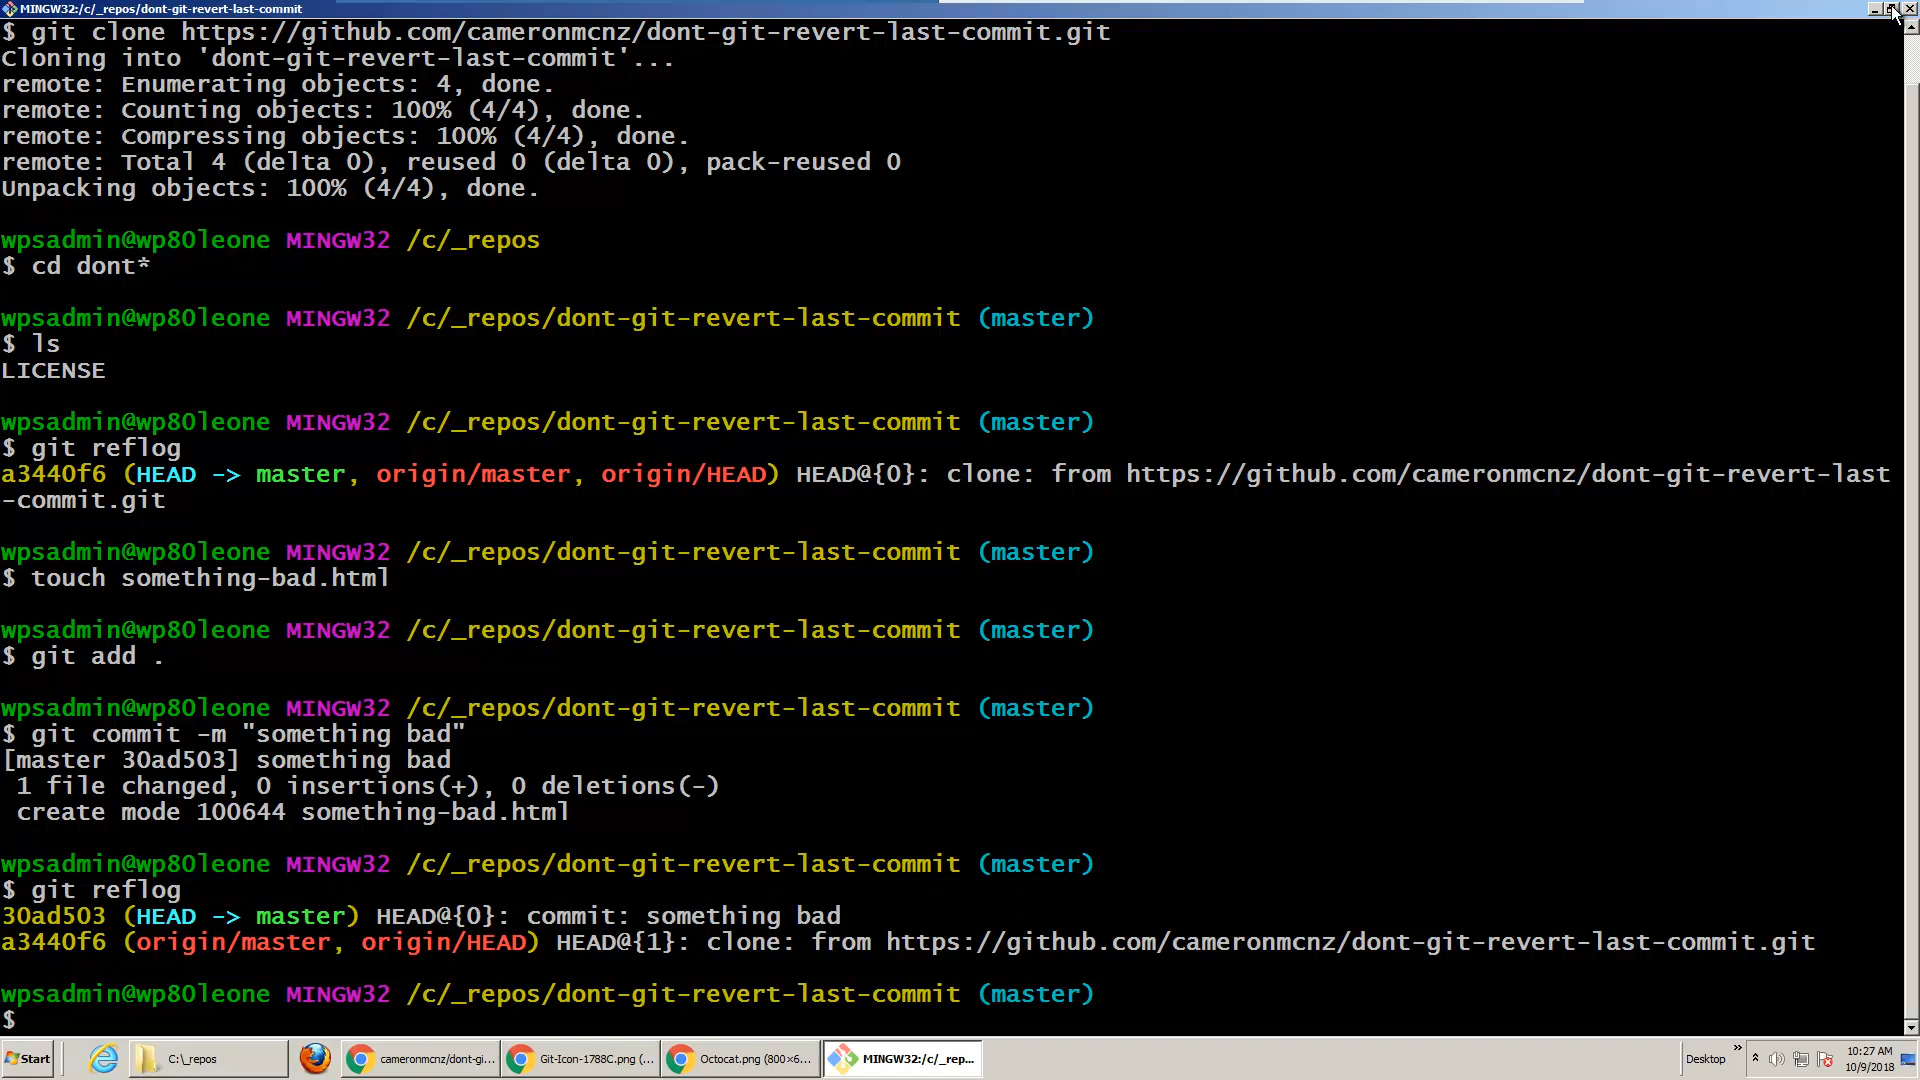 MINGW32:/c/_repos/dont-git-revert-last-commit
$ git clone https://github.com/cameronmcnz/dont-git-revert-last-commit.git
Cloning into 'dont-git-revert-last-commit'...
remote: Enumerating objects: 4, done.
remote: Counting objects: 100% (4/4), done.
remote: Compressing objects: 100% (4/4), done.
remote: Total 4 (delta 0), reused 0 (delta 0), pack-reused 0
Unpacking objects: 100% (4/4), done.
wpsadmin@wp80leone MINGW32 /c/_repos
$ cd dont*
wpsadmin@wp80leone MINGW32 /c/_repos/dont-git-revert-last-commit (master)
$ ls
LICENSE
wpsadmin@wp80leone MINGW32 /c/_repos/dont-git-revert-last-commit (master)
$ git reflog
a3440f6 (HEAD -> master, origin/master, origin/HEAD) HEAD@{0}: clone: from https://github.com/cameronmcnz/dont-git-revert-last
-commit.git
wpsadmin@wp80leone MINGW32 /c/_repos/dont-git-revert-last-commit (master)
$ touch something-bad.html
wpsadmin@wp80leone MINGW32 /c/_repos/dont-git-revert-last-commit (master)
$ git add .
wpsadmin@wp80leone MINGW32 /c/_repos/dont-git-revert-last-commit (master)
$ git commit -m "something bad"
[master 30ad503] something bad
1 file changed, 0 insertions(+), 0 deletions(-)
create mode 100644 something-bad.html
wpsadmin@wp80leone MINGW32 /c/_repos/dont-git-revert-last-commit (master)
$ git reflog
30ad503 (HEAD -> master) HEAD@{0}: commit: something bad
a3440f6 (origin/master, origin/HEAD) HEAD@{1}: clone: from https://github.com/cameronmcnz/dont-git-revert-last-commit.git
wpsadmin@wp80leone MINGW32 /c/_repos/dont-git-revert-last-commit (master)
$
Start C:\_repos cameronmcnz/dont-gi... Git-Icon-1788C.png (... Octocat.png (800×6... MINGW32:/c/_rep... Desktop » 10:27 AM
10/9/2018